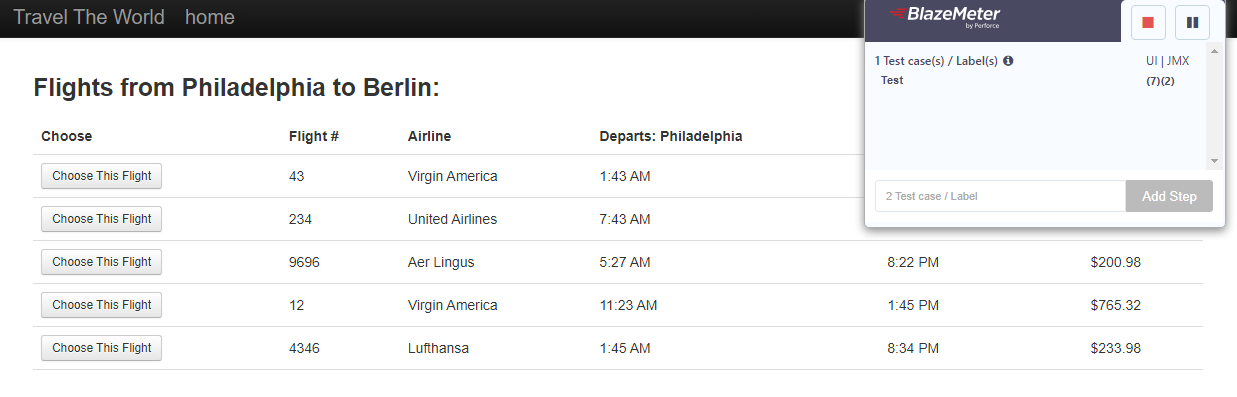 Travel The World home
BlazeMeter
by Perforce
1 Test case(s) / Label(s) UI | JMX
Test (7)(2)
2 Test case / Label Add Step
Flights from Philadelphia to Berlin:
Choose Flight # Airline Departs: Philadelphia
Choose This Flight 43 Virgin America 1:43 AM
Choose This Flight 234 United Airlines 7:43 AM
Choose This Flight 9696 Aer Lingus 5:27 AM 8:22 PM $200.98
Choose This Flight 12 Virgin America 11:23 AM 1:45 PM $765.32
Choose This Flight 4346 Lufthansa 1:45 AM 8:34 PM $233.98